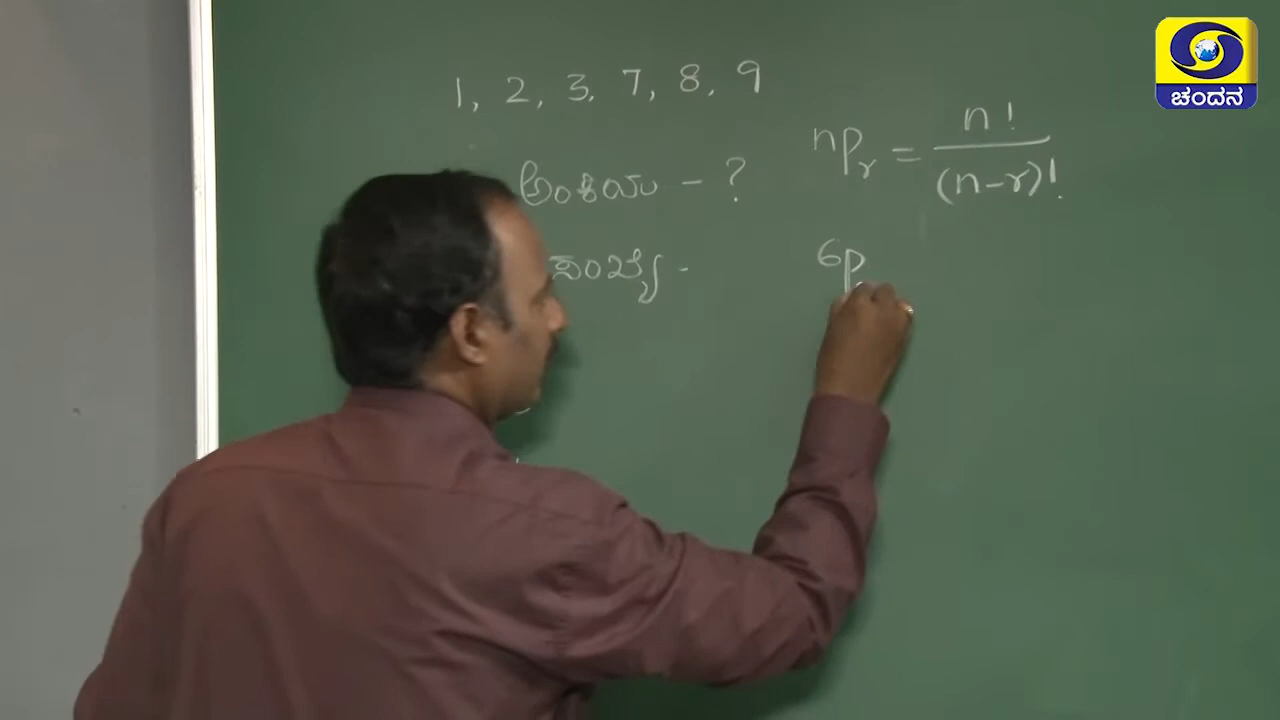 ಚಂದನ
1, 2, 3, 7, 8, 9
ಅಂಕಿಯ - ?
ಸಂಖ್ಯೆ -
nPr = n! / (n-r)!
6P